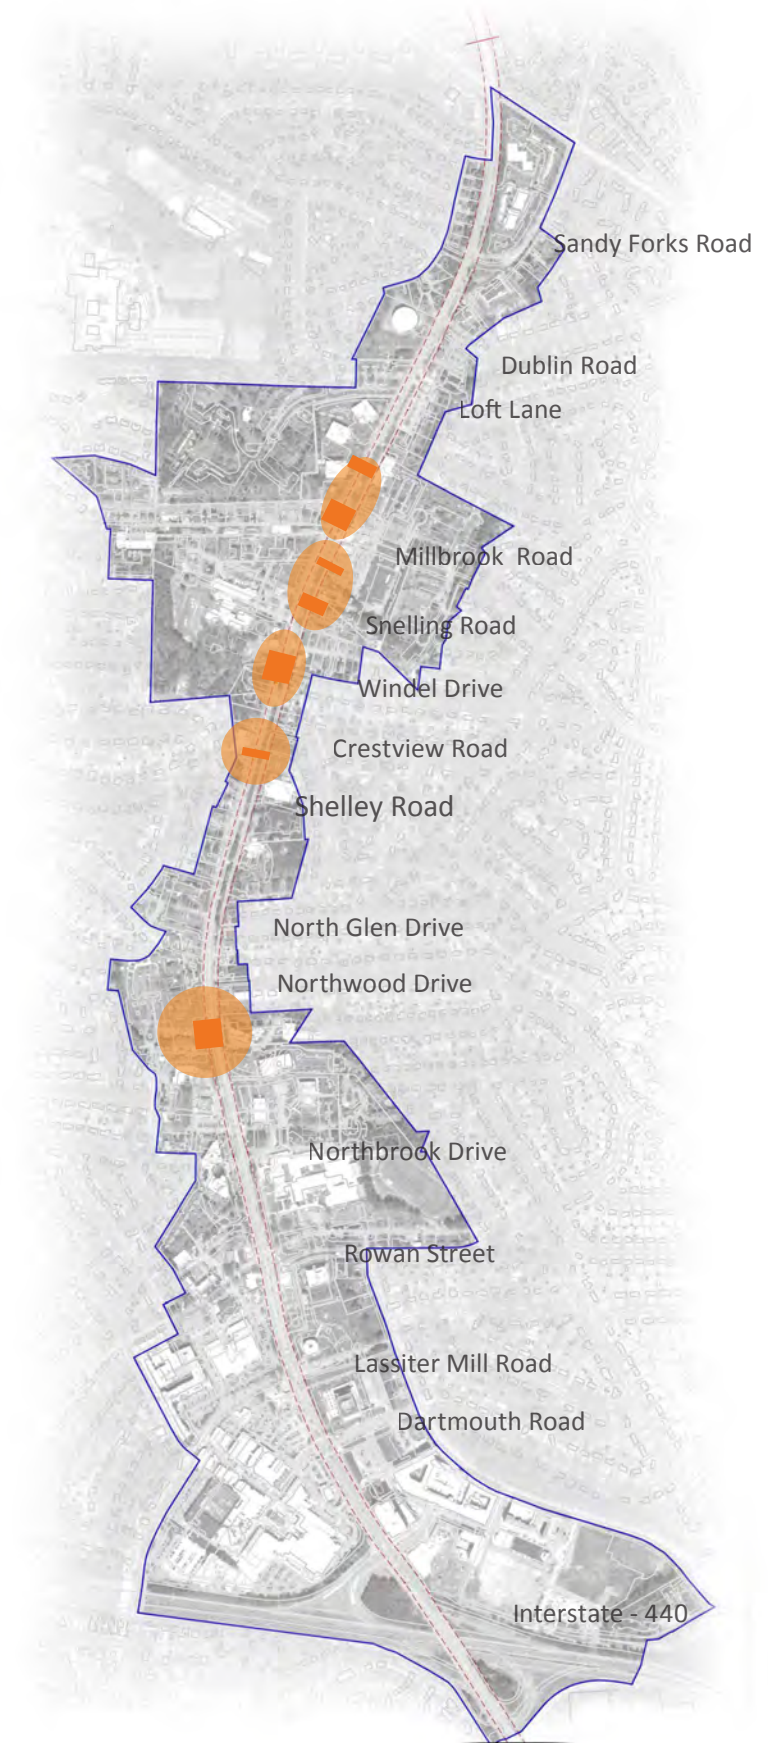 Sandy Forks Road
Dublin Road
Loft Lane
Millbrook  Road
Snelling Road
Windel Drive
Crestview Road
Shelley Road
North Glen Drive
Northwood Drive
Northbrook Drive
Rowan Street
Lassiter Mill Road
Dartmouth Road
Interstate - 440